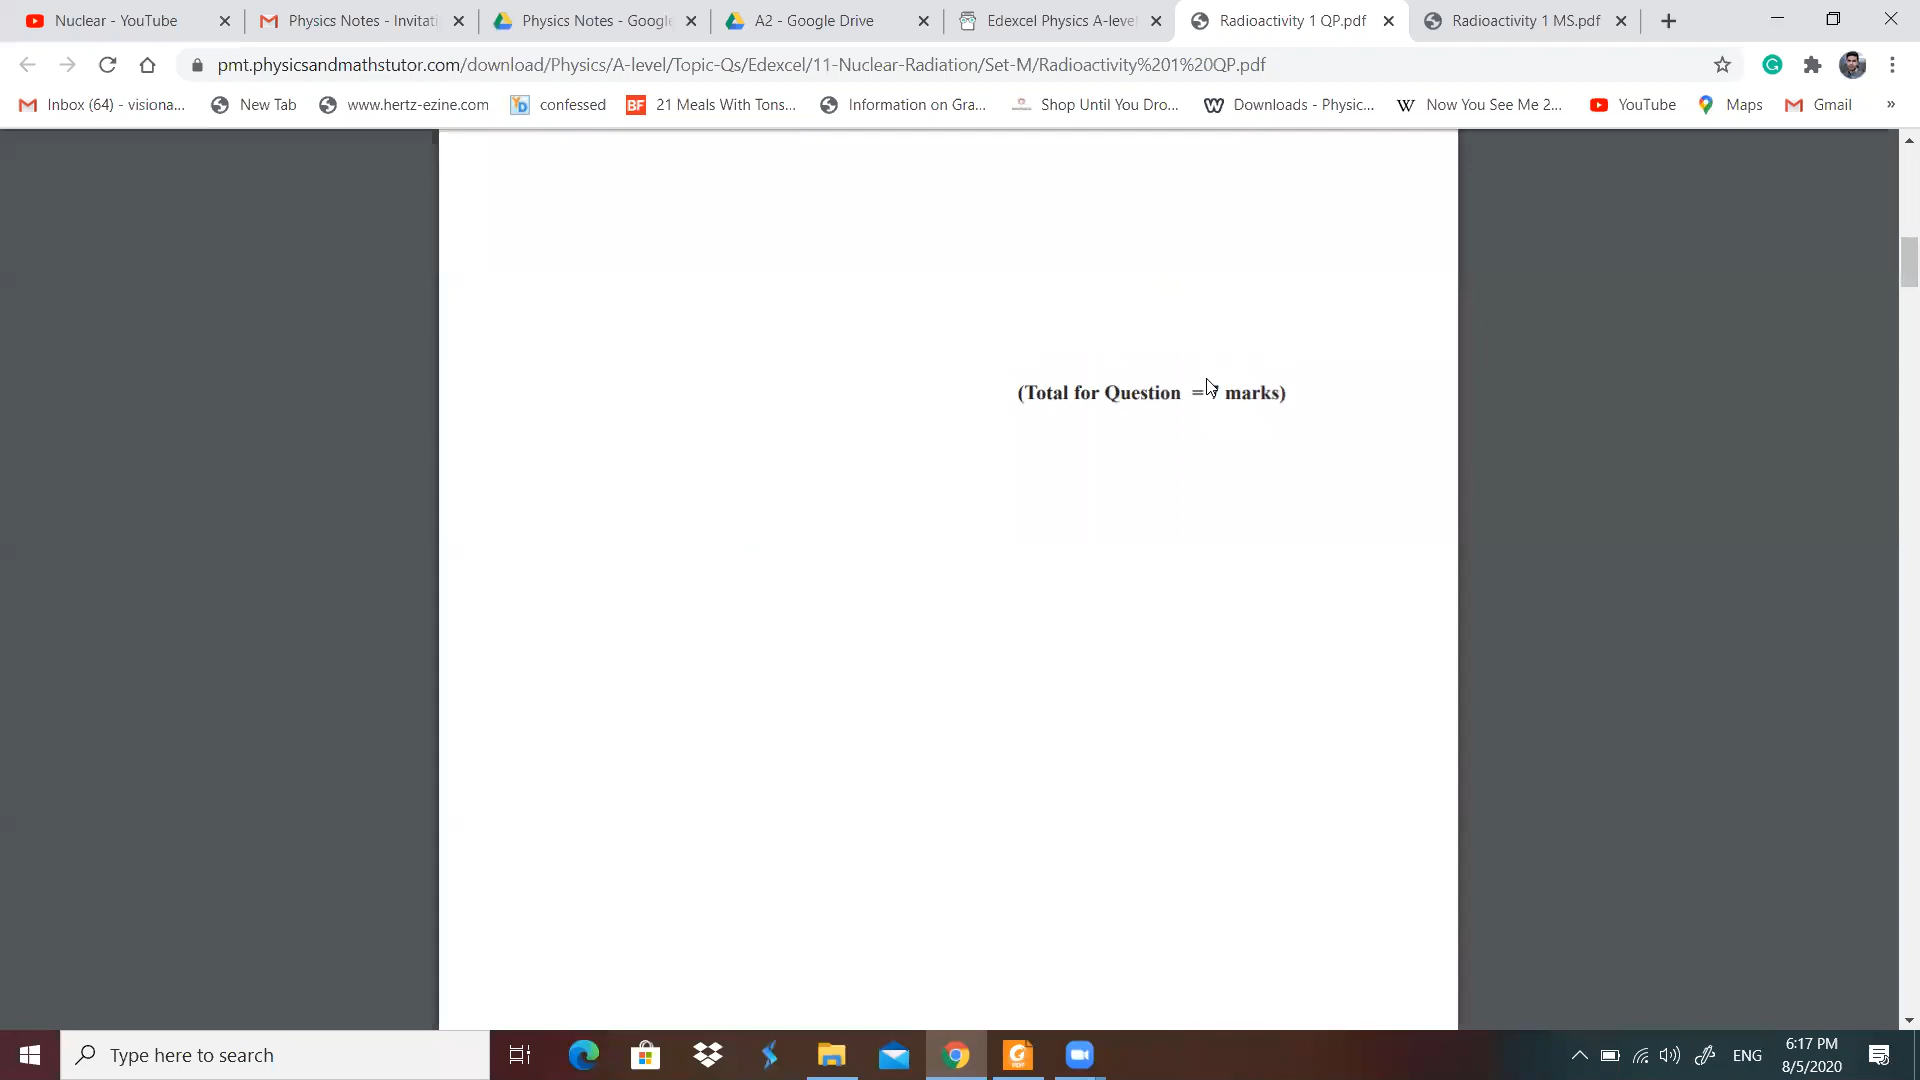 Nuclear - YouTube
Physics Notes - Invitati
Physics Notes - Google
A2 - Google Drive
Edexcel Physics A-level
Radioactivity 1 QP.pdf
Radioactivity 1 MS.pdf
pmt.physicsandmathstutor.com/download/Physics/A-level/Topic-Qs/Edexcel/11-Nuclear-Radiation/Set-M/Radioactivity%201%20QP.pdf
Inbox (64) - visiona...
New Tab
www.hertz-ezine.com
confessed
21 Meals With Tons...
Information on Gra...
Shop Until You Dro...
Downloads - Physic...
Now You See Me 2...
YouTube
Maps
Gmail
(Total for Question = marks)
Type here to search
ENG
6:17 PM
8/5/2020